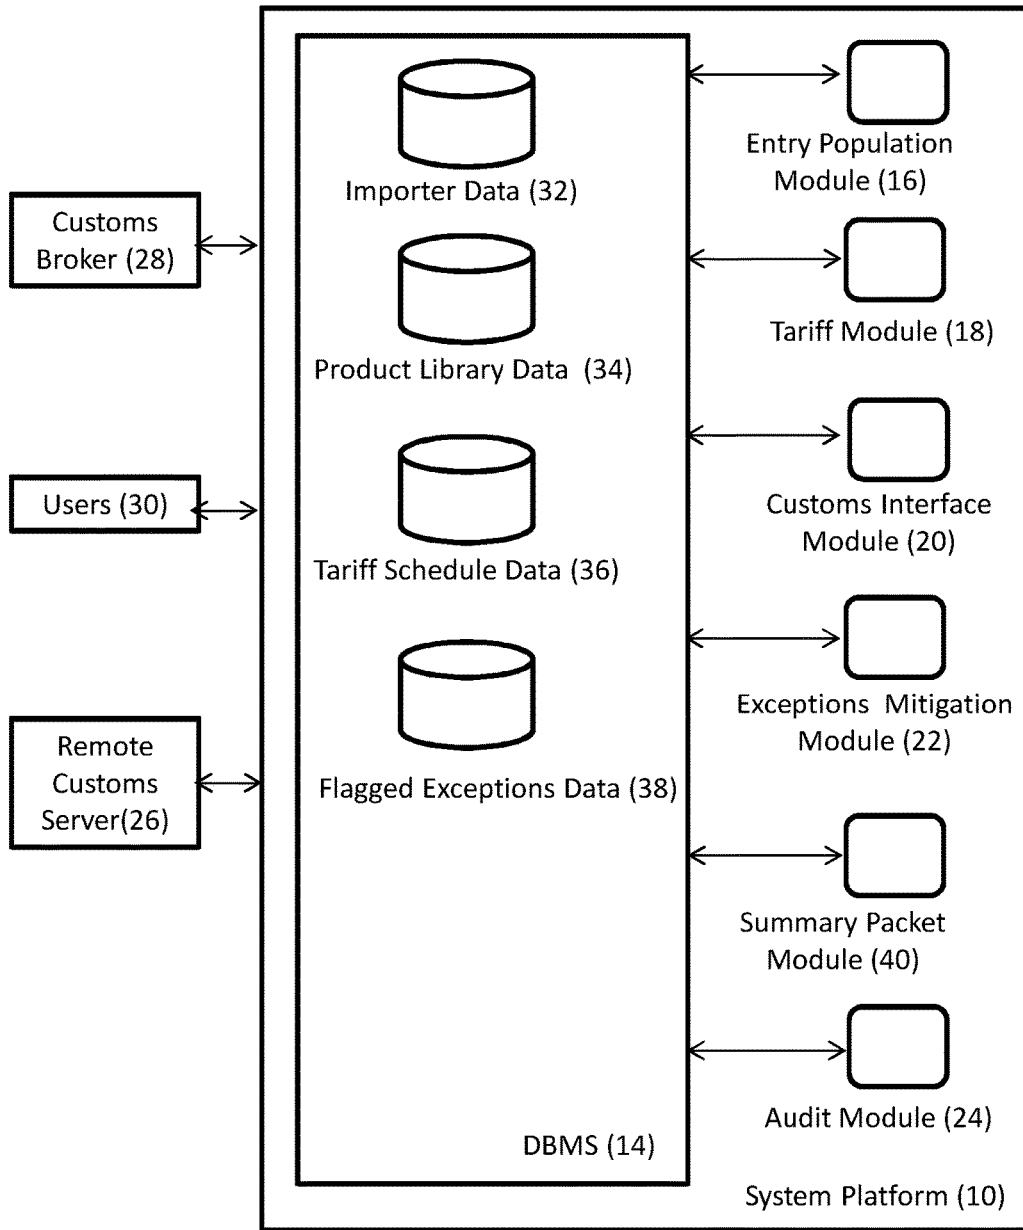 Customs
Broker (28)
Users (30)
Remote
Customs
Server(26)
Importer Data (32)
Product Library Data (34)
Tariff Schedule Data (36)
Flagged Exceptions Data (38)
DBMS (14)
Entry Population
Module (16)
Tariff Module (18)
Customs Interface
Module (20)
Exceptions Mitigation
Module (22)
Summary Packet
Module (40)
Audit Module (24)
System Platform (10)